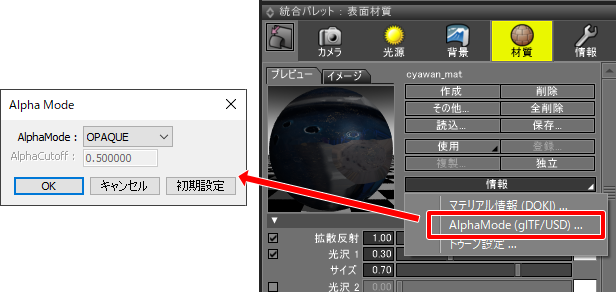 統合パレット : 表面材質
カメラ
光源
背景
材質
情報
プレビュー
イメージ
cyawan_mat
作成
削除
その他...
全削除
読込...
保存...
使用
登録...
複製...
独立
情報
マテリアル情報 (DOKI) ...
AlphaMode (glTF/USD) ...
トゥーン設定 ...
拡散反射 1.00
光沢 1 0.30
サイズ 0.70
光沢 2 0.00
Alpha Mode
AlphaMode : OPAQUE
AlphaCutoff : 0.500000
OK
キャンセル
初期設定